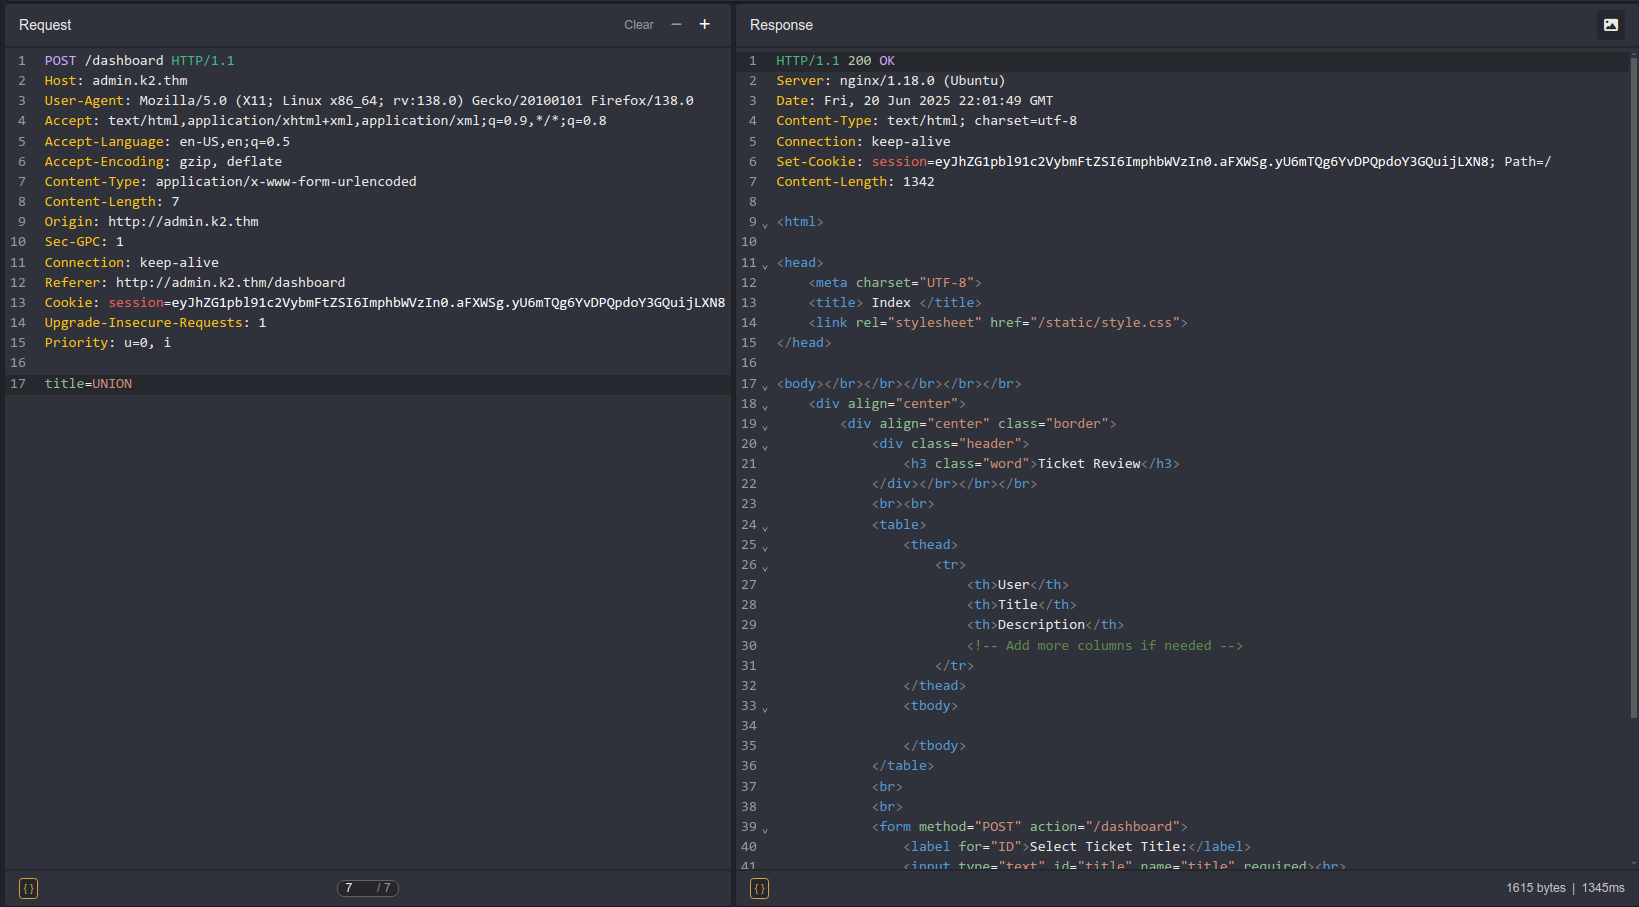 Request
Clear − +
1 POST /dashboard HTTP/1.1
2 Host: admin.k2.thm
3 User-Agent: Mozilla/5.0 (X11; Linux x86_64; rv:138.0) Gecko/20100101 Firefox/138.0
4 Accept: text/html,application/xhtml+xml,application/xml;q=0.9,*/*;q=0.8
5 Accept-Language: en-US,en;q=0.5
6 Accept-Encoding: gzip, deflate
7 Content-Type: application/x-www-form-urlencoded
8 Content-Length: 7
9 Origin: http://admin.k2.thm
10 Sec-GPC: 1
11 Connection: keep-alive
12 Referer: http://admin.k2.thm/dashboard
13 Cookie: session=eyJhZG1pbl91c2VybmFtZSI6ImphbWVzIn0.aFXWSg.yU6mTQg6YvDPQpdoY3GQuijLXN8
14 Upgrade-Insecure-Requests: 1
15 Priority: u=0, i
16
17 title=UNION
{} 7 / 7
Response
1 HTTP/1.1 200 OK
2 Server: nginx/1.18.0 (Ubuntu)
3 Date: Fri, 20 Jun 2025 22:01:49 GMT
4 Content-Type: text/html; charset=utf-8
5 Connection: keep-alive
6 Set-Cookie: session=eyJhZG1pbl91c2VybmFtZSI6ImphbWVzIn0.aFXWSg.yU6mTQg6YvDPQpdoY3GQuijLXN8; Path=/
7 Content-Length: 1342
8
9 <html>
10
11 <head>
12 <meta charset="UTF-8">
13 <title> Index </title>
14 <link rel="stylesheet" href="/static/style.css">
15 </head>
16
17 <body></br></br></br></br></br>
18 <div align="center">
19 <div align="center" class="border">
20 <div class="header">
21 <h3 class="word">Ticket Review</h3>
22 </div></br></br></br>
23 <br><br>
24 <table>
25 <thead>
26 <tr>
27 <th>User</th>
28 <th>Title</th>
29 <th>Description</th>
30 <!-- Add more columns if needed -->
31 </tr>
32 </thead>
33 <tbody>
34
35 </tbody>
36 </table>
37 <br>
38 <br>
39 <form method="POST" action="/dashboard">
40 <label for="ID">Select Ticket Title:</label>
41 <input type="text" id="title" name="title" required><br>
{} 1615 bytes | 1345ms